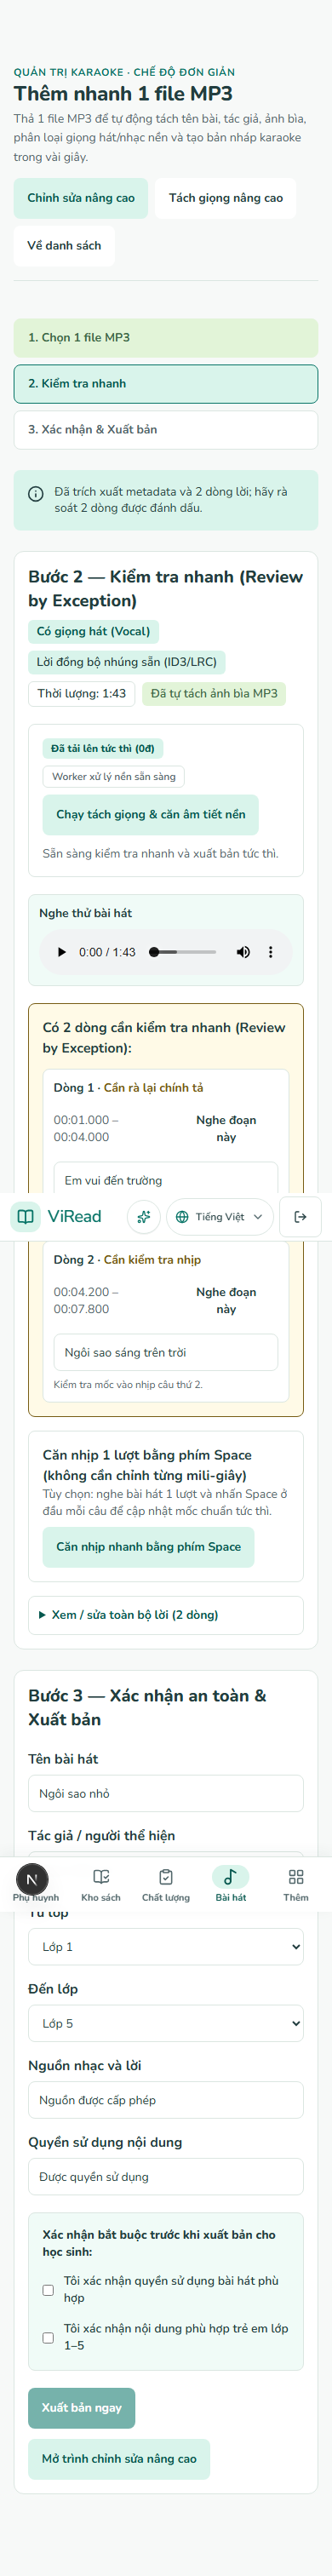 QUẢN TRỊ KARAOKE · CHẾ ĐỘ ĐƠN GIẢN
Thêm nhanh 1 file MP3
Thả 1 file MP3 để tự động tách tên bài, tác giả, ảnh bìa,
phân loại giọng hát/nhạc nền và tạo bản nháp karaoke
trong vài giây.
Chỉnh sửa nâng cao
Tách giọng nâng cao
Về danh sách
1. Chọn 1 file MP3
2. Kiểm tra nhanh
3. Xác nhận & Xuất bản
Đã trích xuất metadata và 2 dòng lời; hãy rà
soát 2 dòng được đánh dấu.
Bước 2 — Kiểm tra nhanh (Review
by Exception)
Có giọng hát (Vocal)
Lời đồng bộ nhúng sẵn (ID3/LRC)
Thời lượng: 1:43
Đã tự tách ảnh bìa MP3
Đã tải lên tức thì (0đ)
Worker xử lý nền sẵn sàng
Chạy tách giọng & căn âm tiết nền
Sẵn sàng kiểm tra nhanh và xuất bản tức thì.
Nghe thử bài hát
0:00 / 1:43
Có 2 dòng cần kiểm tra nhanh (Review
by Exception):
Dòng 1 · Cần rà lại chính tả
00:01.000 –
00:04.000
Nghe đoạn
này
Em vui đến trường
ViRead
Tiếng Việt
Dòng 2 · Cần kiểm tra nhịp
00:04.200 –
00:07.800
Nghe đoạn
này
Ngôi sao sáng trên trời
Kiểm tra mốc vào nhịp câu thứ 2.
Căn nhịp 1 lượt bằng phím Space
(không cần chỉnh từng mili-giây)
Tùy chọn: nghe bài hát 1 lượt và nhấn Space ở
đầu mỗi câu để cập nhật mốc chuẩn tức thì.
Căn nhịp nhanh bằng phím Space
Xem / sửa toàn bộ lời (2 dòng)
Bước 3 — Xác nhận an toàn &
Xuất bản
Tên bài hát
Ngôi sao nhỏ
Tác giả / người thể hiện
N
Phụ huynh
Kho sách
Chất lượng
Bài hát
Thêm
Từ lớp
Lớp 1
Đến lớp
Lớp 5
Nguồn nhạc và lời
Nguồn được cấp phép
Quyền sử dụng nội dung
Được quyền sử dụng
Xác nhận bắt buộc trước khi xuất bản cho
học sinh:
Tôi xác nhận quyền sử dụng bài hát phù
hợp
Tôi xác nhận nội dung phù hợp trẻ em lớp
1–5
Xuất bản ngay
Mở trình chỉnh sửa nâng cao